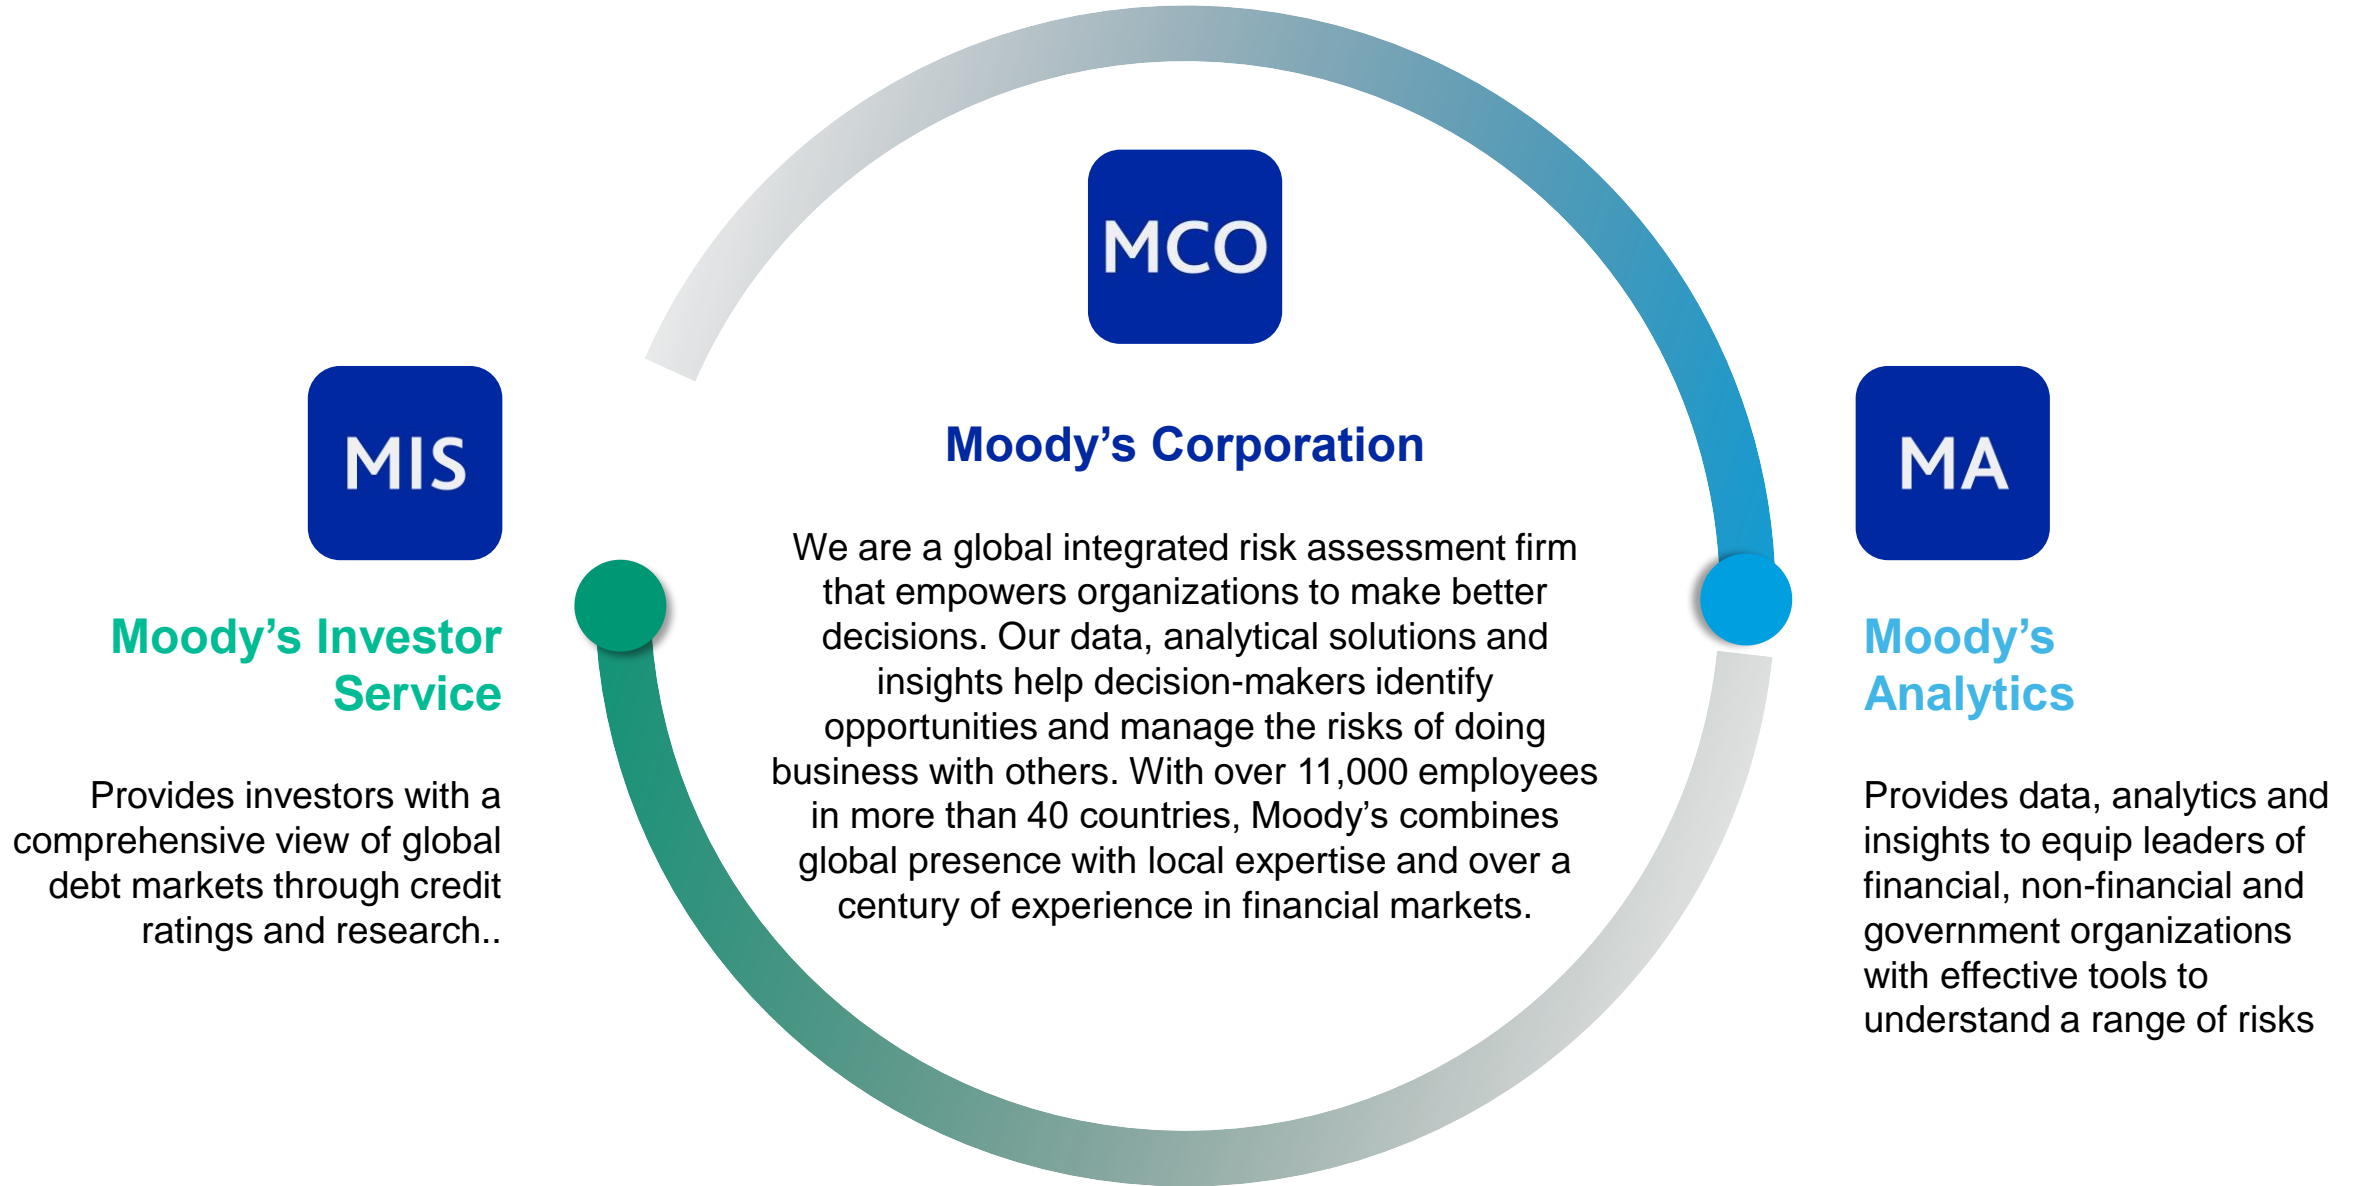 MCO
Moody’s Corporation
We are a global integrated risk assessment firm
that empowers organizations to make better
decisions. Our data, analytical solutions and
insights help decision-makers identify
opportunities and manage the risks of doing
business with others. With over 11,000 employees
in more than 40 countries, Moody’s combines
global presence with local expertise and over a
century of experience in financial markets.
MIS
Moody’s Investor
Service
Provides investors with a
comprehensive view of global
debt markets through credit
ratings and research..
MA
Moody’s
Analytics
Provides data, analytics and
insights to equip leaders of
financial, non-financial and
government organizations
with effective tools to
understand a range of risks